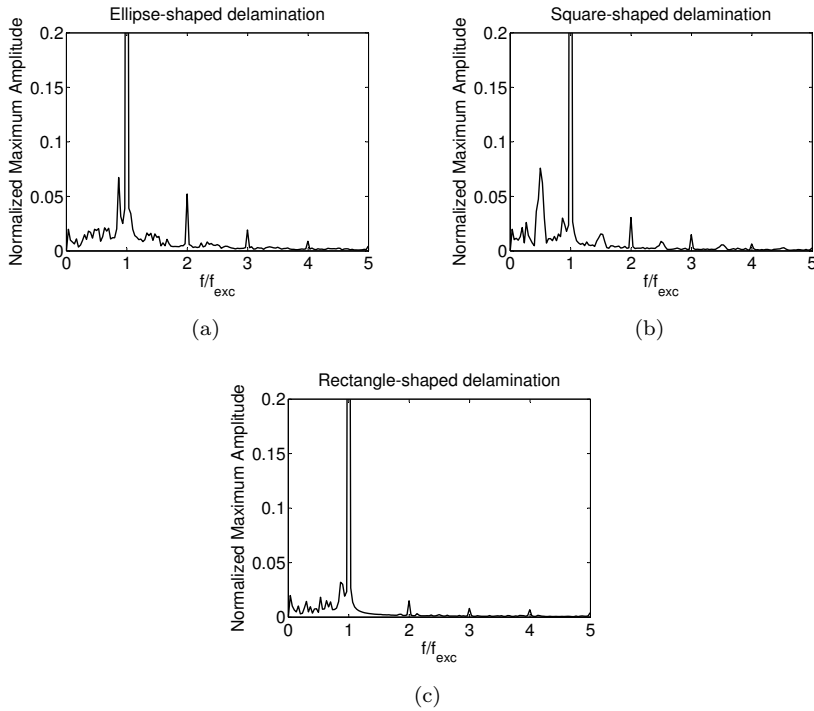 Ellipse-shaped delamination
Normalized Maximum Amplitude
0.2
0.15
0.1
0.05
0
0 1 2 3 4 5
f/f_exc
(a)
Square-shaped delamination
Normalized Maximum Amplitude
0.2
0.15
0.1
0.05
0
0 1 2 3 4 5
f/f_exc
(b)
Rectangle-shaped delamination
Normalized Maximum Amplitude
0.2
0.15
0.1
0.05
0
0 1 2 3 4 5
f/f_exc
(c)